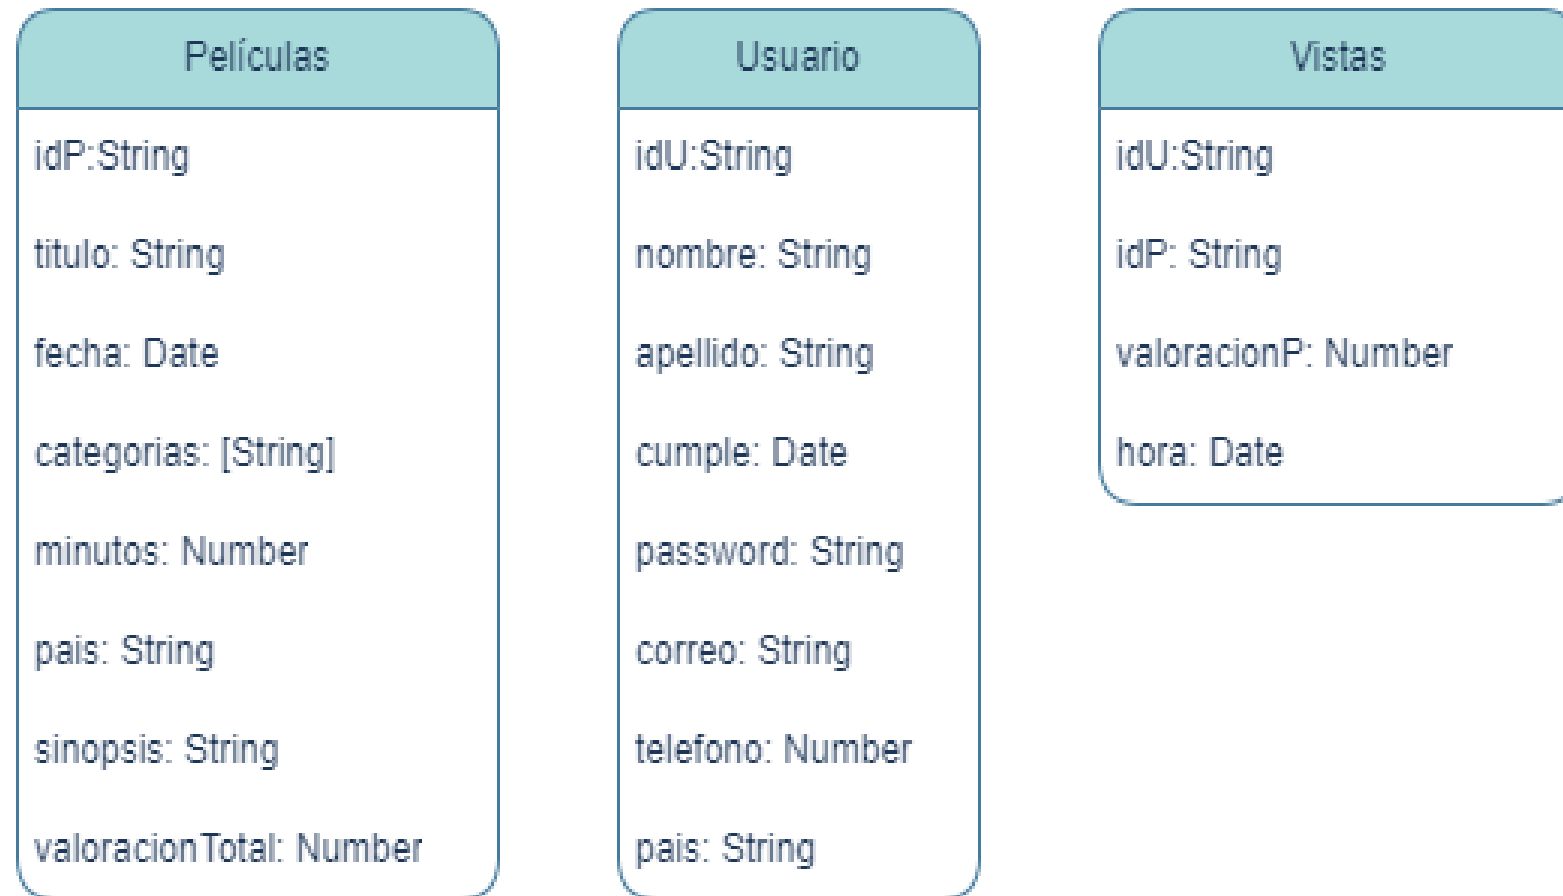 Películas
idP:String
titulo: String
fecha: Date
categorias: [String]
minutos: Number
pais: String
sinopsis: String
valoracionTotal: Number
Usuario
idU:String
nombre: String
apellido: String
cumple: Date
password: String
correo: String
telefono: Number
pais: String
Vistas
idU:String
idP: String
valoracionP: Number
hora: Date